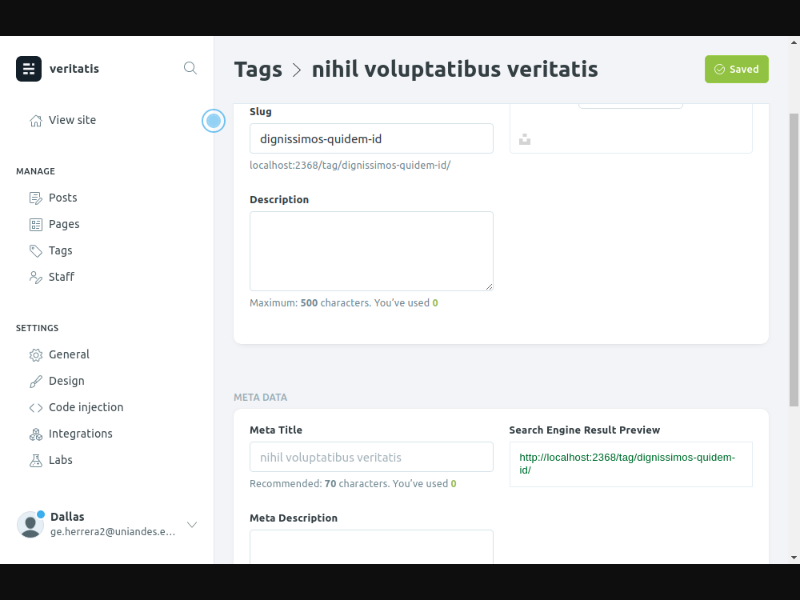 veritatis
View site
MANAGE
Posts
Pages
Tags
Staff
SETTINGS
General
Design
Code injection
Integrations
Labs
Dallas
ge.herrera2@uniandes.e...
Tags > nihil voluptatibus veritatis
Saved
Slug
dignissimos-quidem-id
localhost:2368/tag/dignissimos-quidem-id/
Description
Maximum: 500 characters. You've used 0
META DATA
Meta Title
nihil voluptatibus veritatis
Recommended: 70 characters. You've used 0
Meta Description
Search Engine Result Preview
http://localhost:2368/tag/dignissimos-quidem-
id/